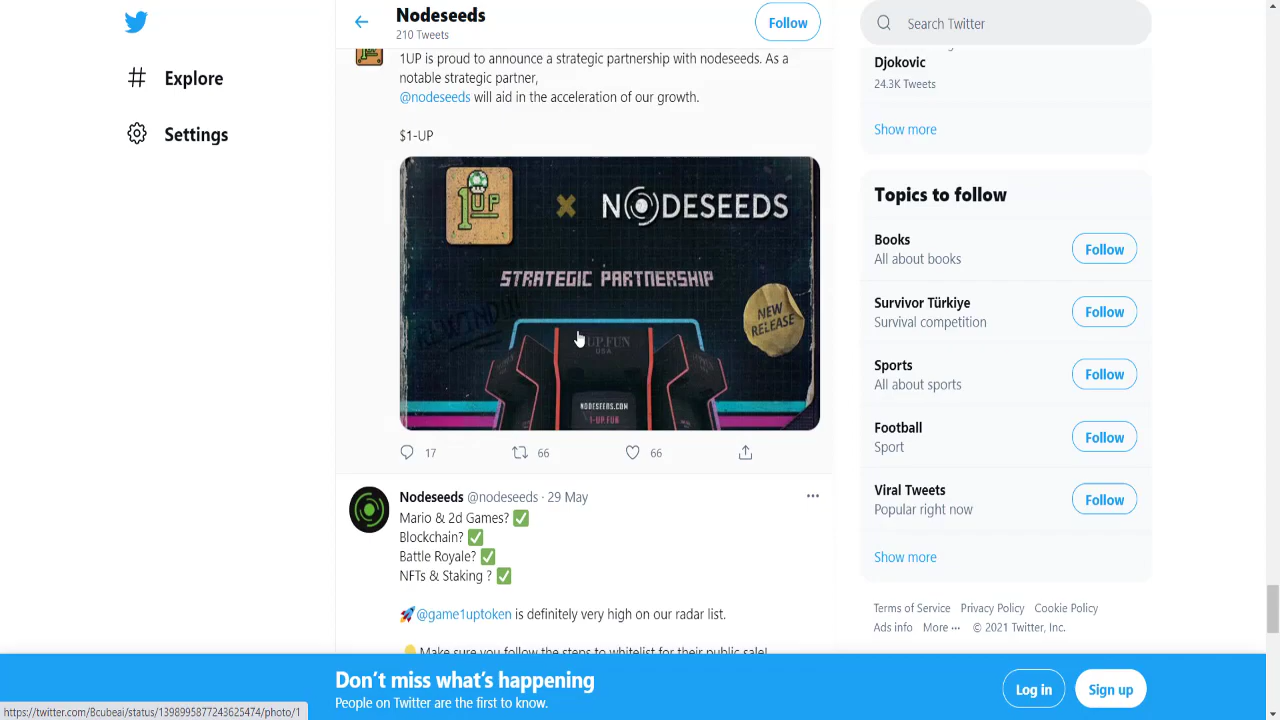 Nodeseeds
210 Tweets
Follow
Search Twitter
Explore
Settings
1UP is proud to announce a strategic partnership with nodeseeds. As a
notable strategic partner,
@nodeseeds will aid in the acceleration of our growth.
$1-UP
1UP
NODESEEDS
STRATEGIC PARTNERSHIP
NEW
RELEASE
1UP.FUN
USA
NODESEEDS.COM
1-UP.FUN
17
66
66
Nodeseeds @nodeseeds · 29 May
Mario & 2d Games? ✅
Blockchain? ✅
Battle Royale? ✅
NFTs & Staking ? ✅
🚀@game1uptoken is definitely very high on our radar list.
Make sure you follow the steps to whitelist for their public sale!
Djokovic
24.3K Tweets
Show more
Topics to follow
Books
All about books
Follow
Survivor Türkiye
Survival competition
Follow
Sports
All about sports
Follow
Football
Sport
Follow
Viral Tweets
Popular right now
Follow
Show more
Terms of Service Privacy Policy Cookie Policy
Ads info More ··· © 2021 Twitter, Inc.
Don't miss what's happening
People on Twitter are the first to know.
Log in
Sign up
https://twitter.com/8cubeai/status/1398995877243625474/photo/1